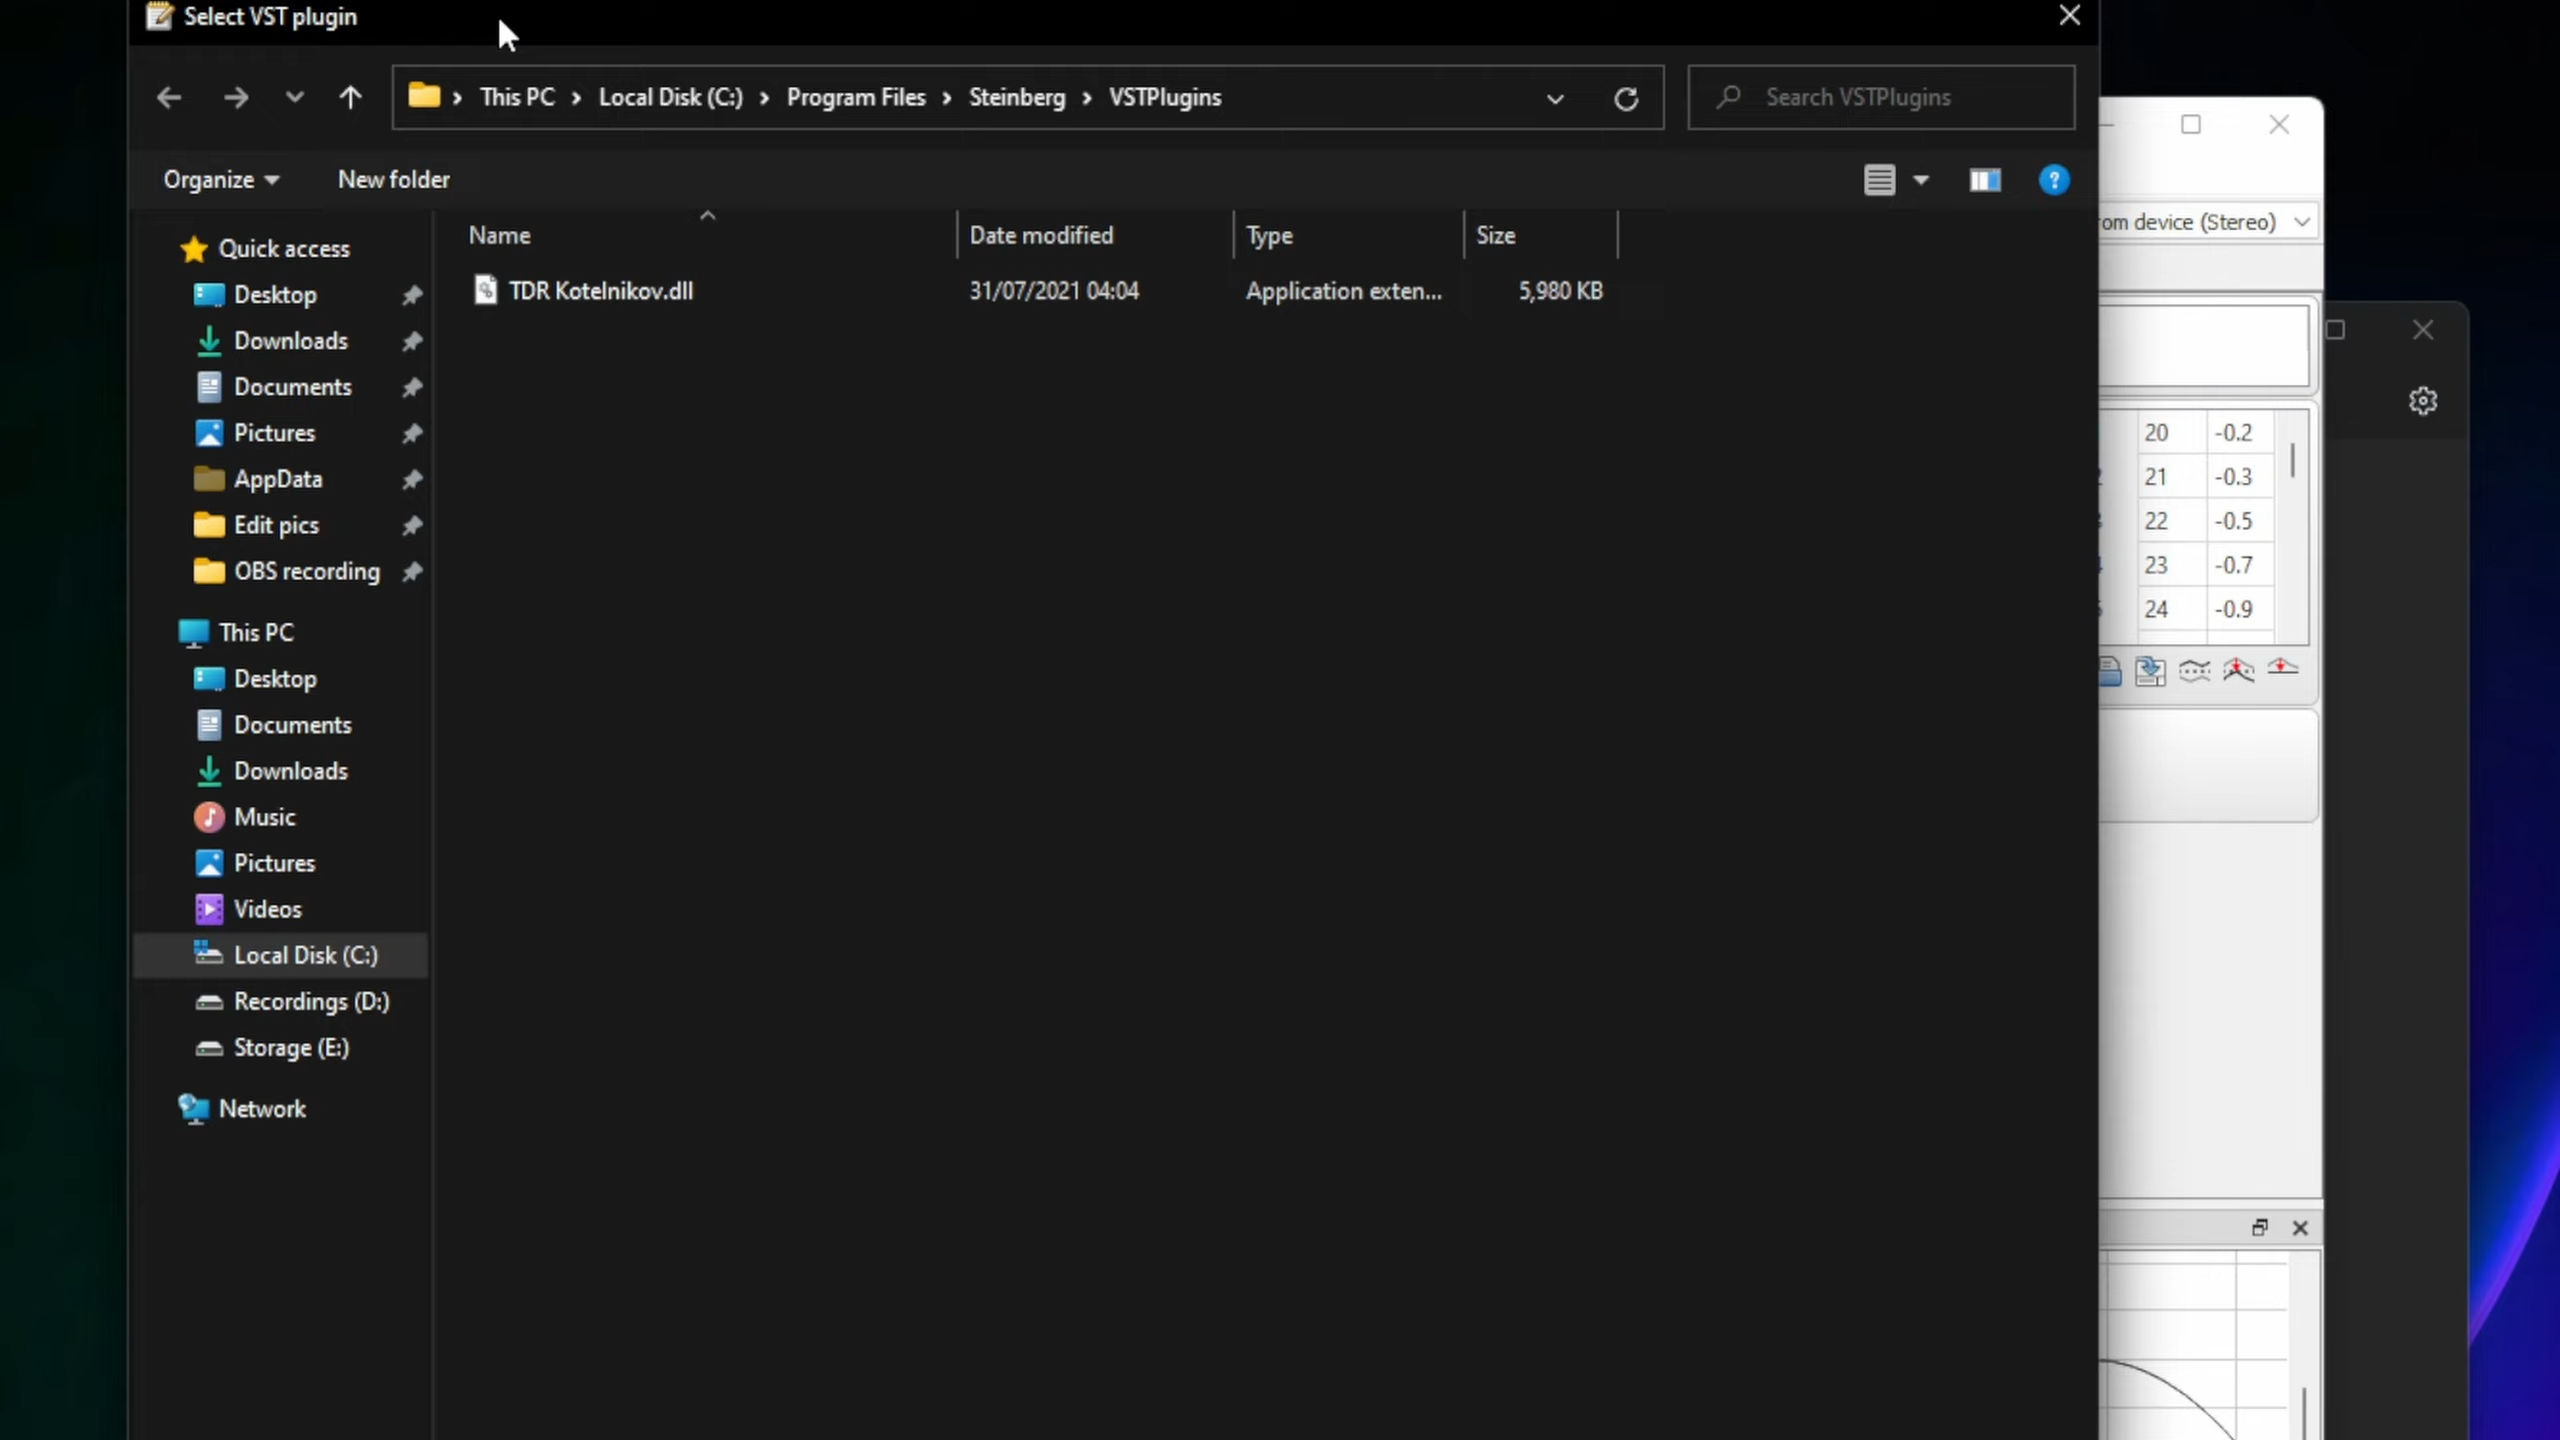 Select VST plugin
This PC > Local Disk (C:) > Program Files > Steinberg > VSTPlugins
Search VSTPlugins
Organize
New folder
Name
Date modified
Type
Size
TDR Kotelnikov.dll
31/07/2021 04:04
Application exten...
5,980 KB
Quick access
Desktop
Downloads
Documents
Pictures
AppData
Edit pics
OBS recording
This PC
Desktop
Documents
Downloads
Music
Pictures
Videos
Local Disk (C:)
Recordings (D:)
Storage (E:)
Network
device (Stereo)
20 -0.2
21 -0.3
22 -0.5
23 -0.7
24 -0.9